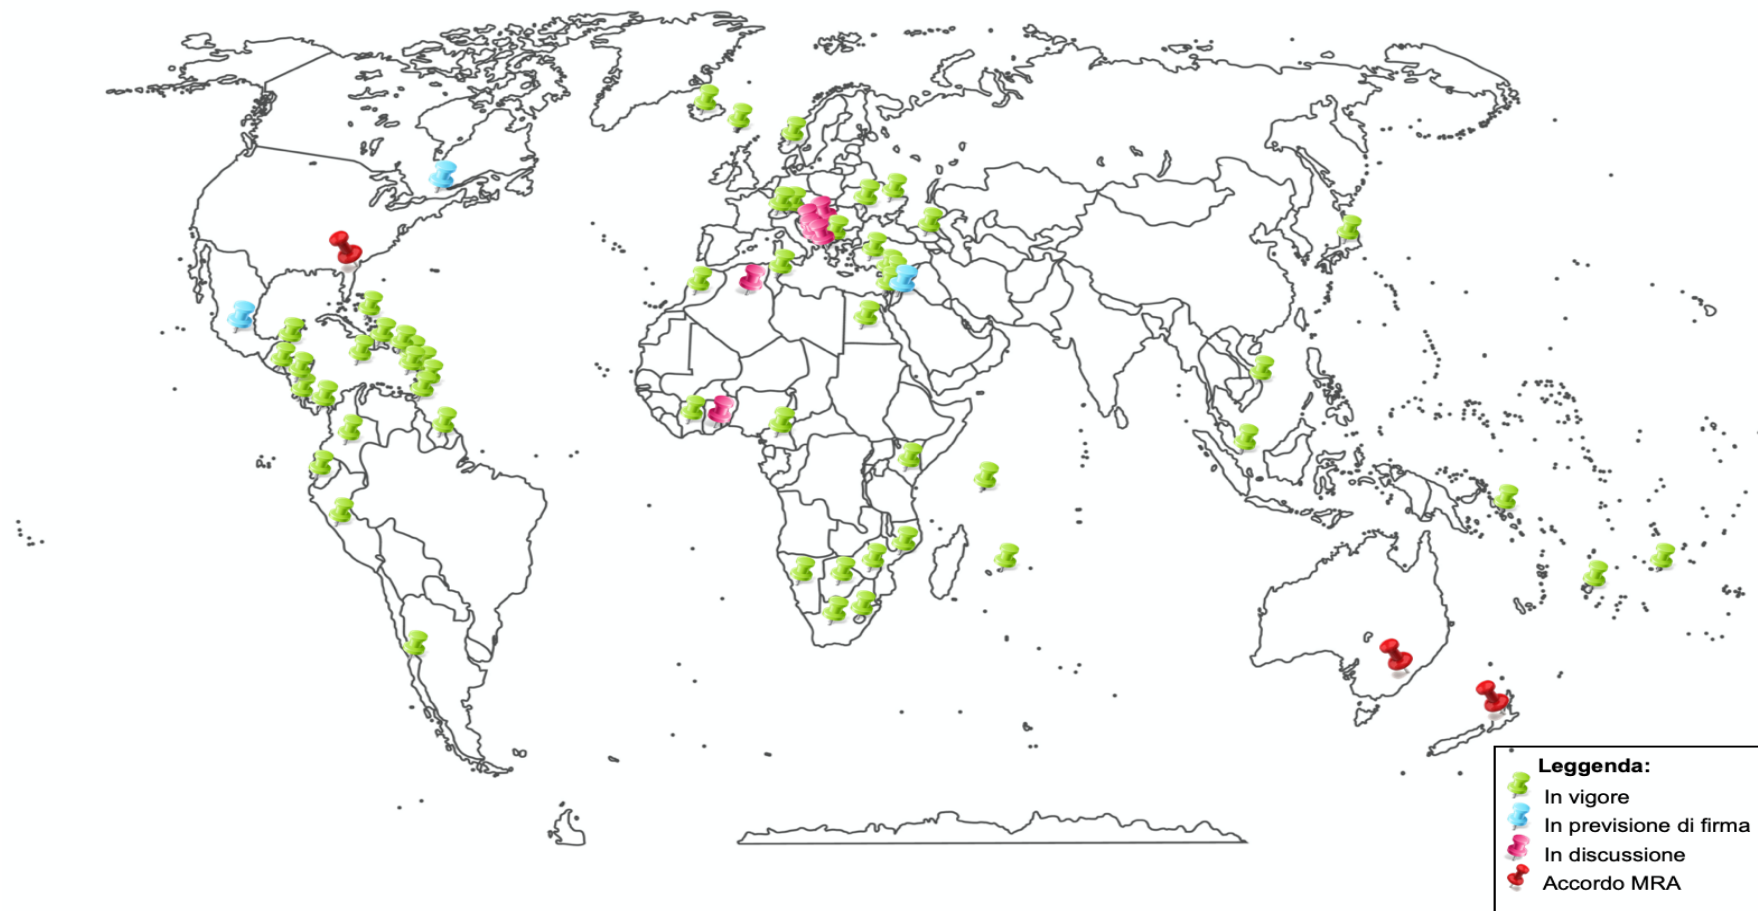 Leggenda:
In vigore
In previsione di firma
In discussione
Accordo MRA